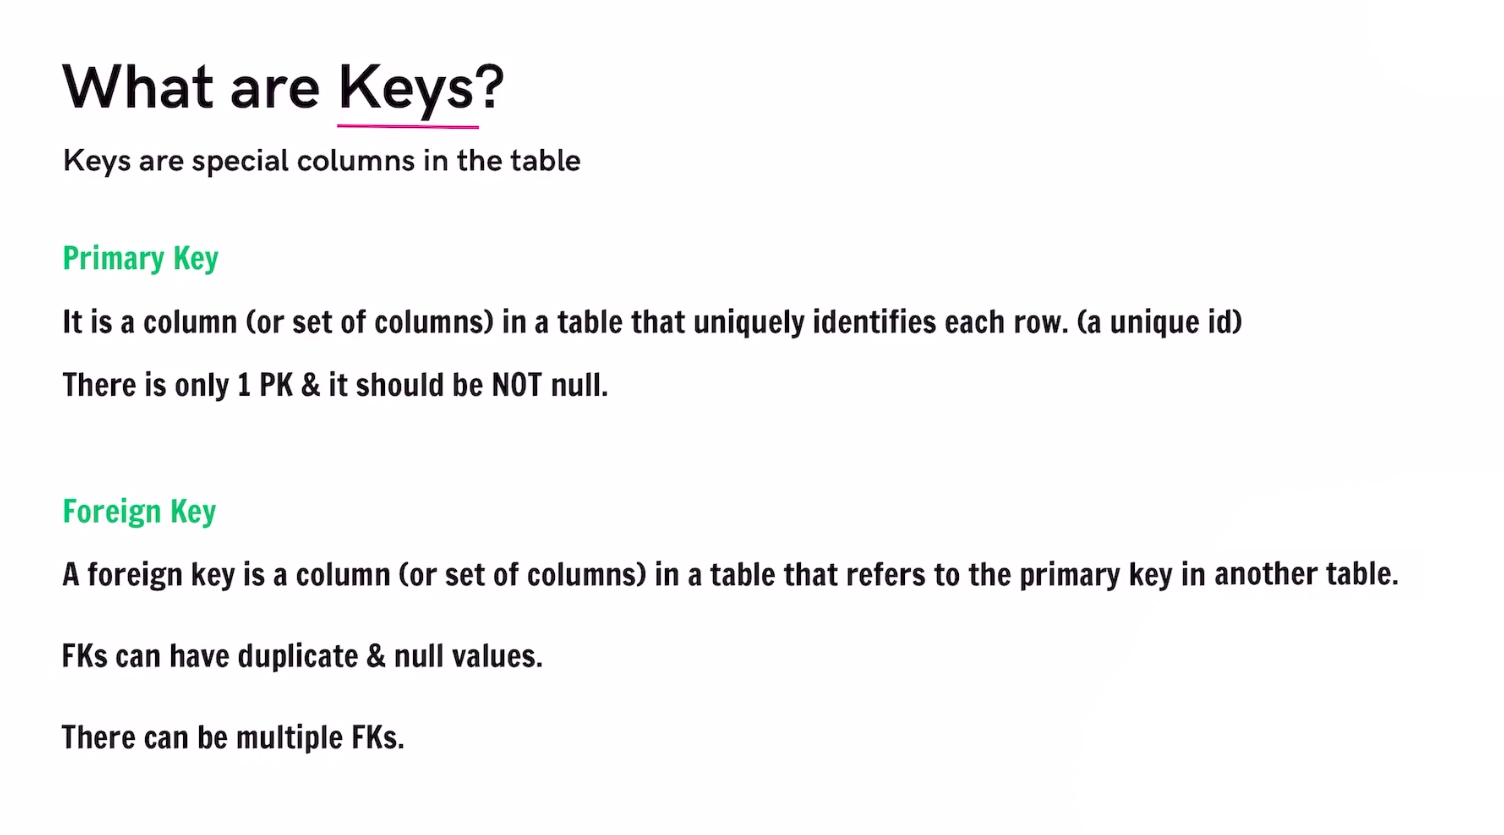 What are Keys?
Keys are special columns in the table
Primary Key
It is a column (or set of columns) in a table that uniquely identifies each row. (a unique id)
There is only 1 PK & it should be NOT null.
Foreign Key
A foreign key is a column (or set of columns) in a table that refers to the primary key in another table.
FKs can have duplicate & null values.
There can be multiple FKs.